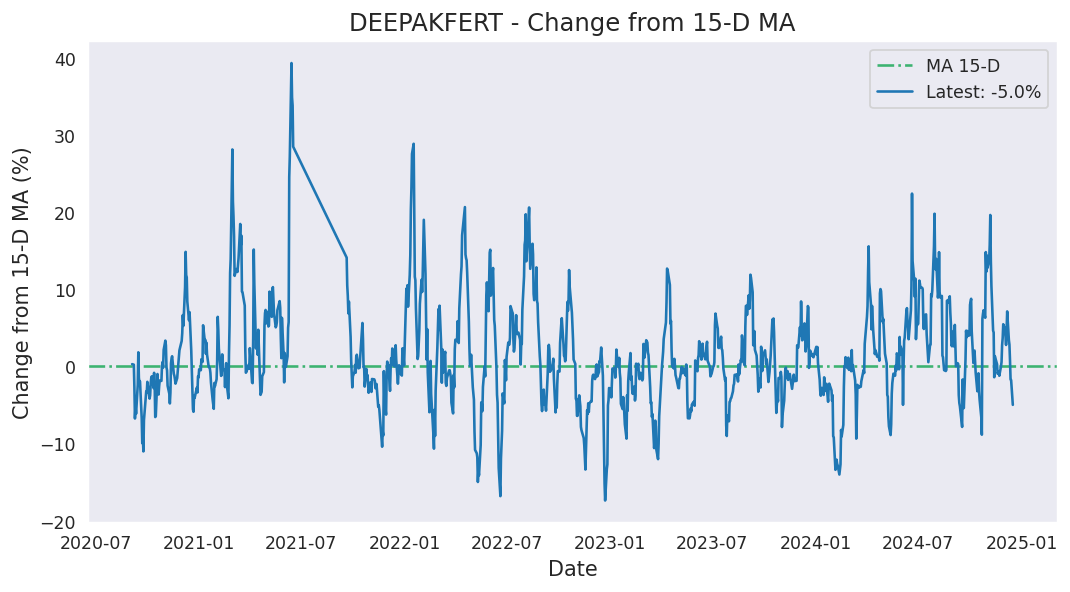 DEEPAKFERT - Change from 15-D MA
Change from 15-D MA (%)
40
30
20
10
0
−10
−20
MA 15-D
Latest: -5.0%
2020-07 2021-01 2021-07 2022-01 2022-07 2023-01 2023-07 2024-01 2024-07 2025-01
Date